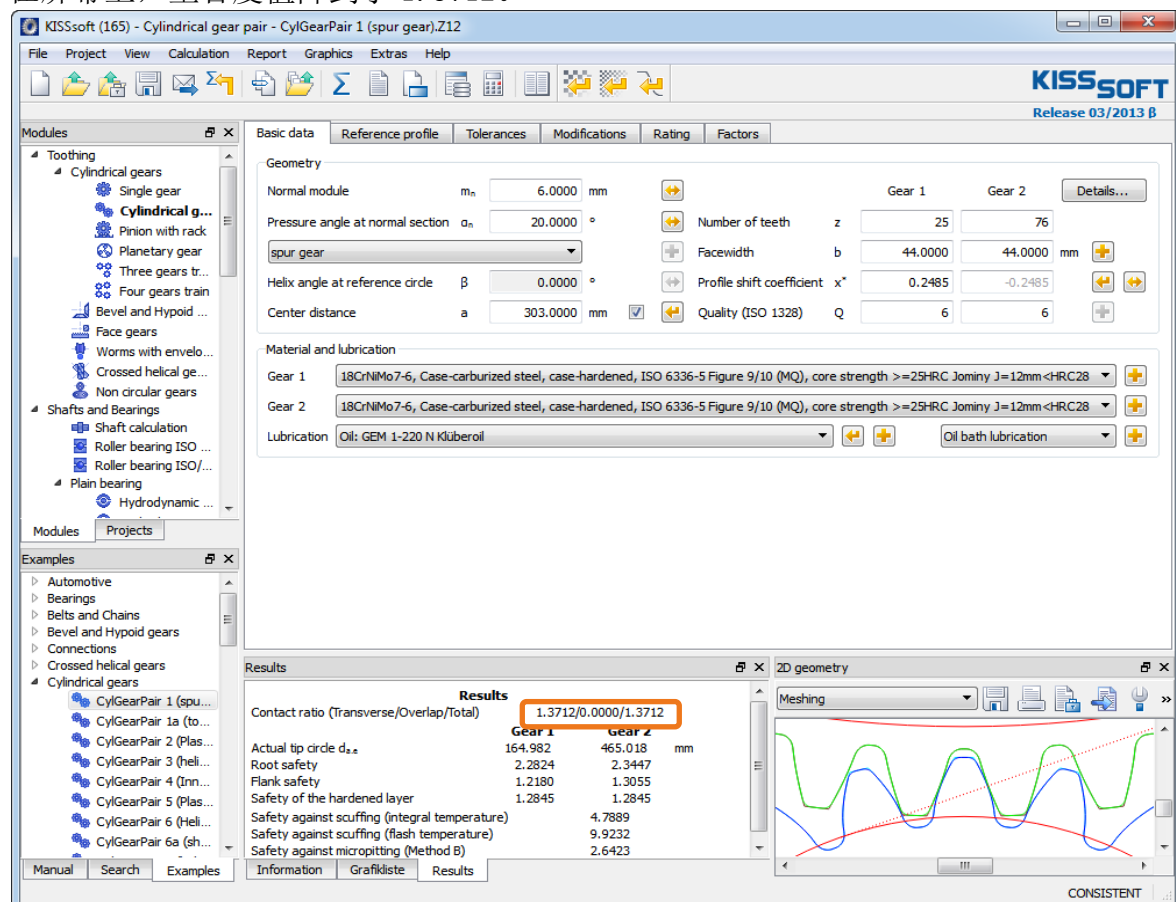 KISSsoft (165) - Cylindrical gear pair - CylGearPair 1 (spur gear).Z12
File Project View Calculation Report Graphics Extras Help
KISSSOFT
Release 03/2013 β
Modules
Toothing
Cylindrical gears
Single gear
Cylindrical g...
Pinion with rack
Planetary gear
Three gears tr...
Four gears train
Bevel and Hypoid ...
Face gears
Worms with envelo...
Crossed helical ge...
Non circular gears
Shafts and Bearings
Shaft calculation
Roller bearing ISO ...
Roller bearing ISO/...
Plain bearing
Hydrodynamic ...
Modules Projects
Examples
Automotive
Bearings
Belts and Chains
Bevel and Hypoid gears
Connections
Crossed helical gears
Cylindrical gears
CylGearPair 1 (spu...
CylGearPair 1a (to...
CylGearPair 2 (Plas...
CylGearPair 3 (heli...
CylGearPair 4 (Inn...
CylGearPair 5 (Plas...
CylGearPair 6 (Heli...
CylGearPair 6a (sh...
Manual Search Examples
Basic data Reference profile Tolerances Modifications Rating Factors
Geometry
Normal module mn 6.0000 mm Gear 1 Gear 2 Details...
Pressure angle at normal section αn 20.0000 ° Number of teeth z 25 76
spur gear Facewidth b 44.0000 44.0000 mm
Helix angle at reference circle β 0.0000 ° Profile shift coefficient x* 0.2485 -0.2485
Center distance a 303.0000 mm Quality (ISO 1328) Q 6 6
Material and lubrication
Gear 1 18CrNiMo7-6, Case-carburized steel, case-hardened, ISO 6336-5 Figure 9/10 (MQ), core strength >=25HRC Jominy J=12mm<HRC28
Gear 2 18CrNiMo7-6, Case-carburized steel, case-hardened, ISO 6336-5 Figure 9/10 (MQ), core strength >=25HRC Jominy J=12mm<HRC28
Lubrication Oil: GEM 1-220 N Klüberoil Oil bath lubrication
Results
Results
Contact ratio (Transverse/Overlap/Total) 1.3712/0.0000/1.3712
Gear 1 Gear 2
Actual tip circle da.e 164.982 465.018 mm
Root safety 2.2824 2.3447
Flank safety 1.2180 1.3055
Safety of the hardened layer 1.2845 1.2845
Safety against scuffing (integral temperature) 4.7889
Safety against scuffing (flash temperature) 9.9232
Safety against micropitting (Method B) 2.6423
Information Grafikliste Results
2D geometry
Meshing
CONSISTENT